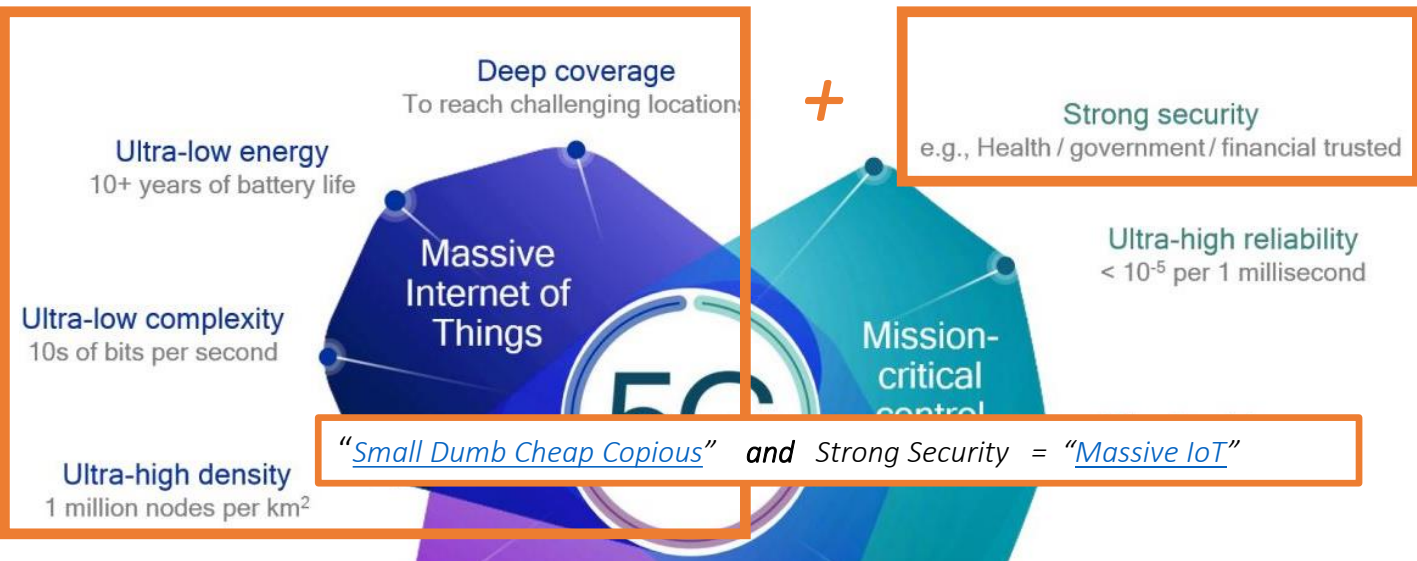 Deep coverage
To reach challenging locations
+
Strong security
e.g., Health / government / financial trusted
Ultra-low energy
10+ years of battery life
Ultra-high reliability
< 10⁻⁵ per 1 millisecond
Massive
Internet of
Things
Ultra-low complexity
10s of bits per second
Mission-
critical
control
5G
“Small Dumb Cheap Copious” and Strong Security = “Massive IoT”
Ultra-high density
1 million nodes per km²